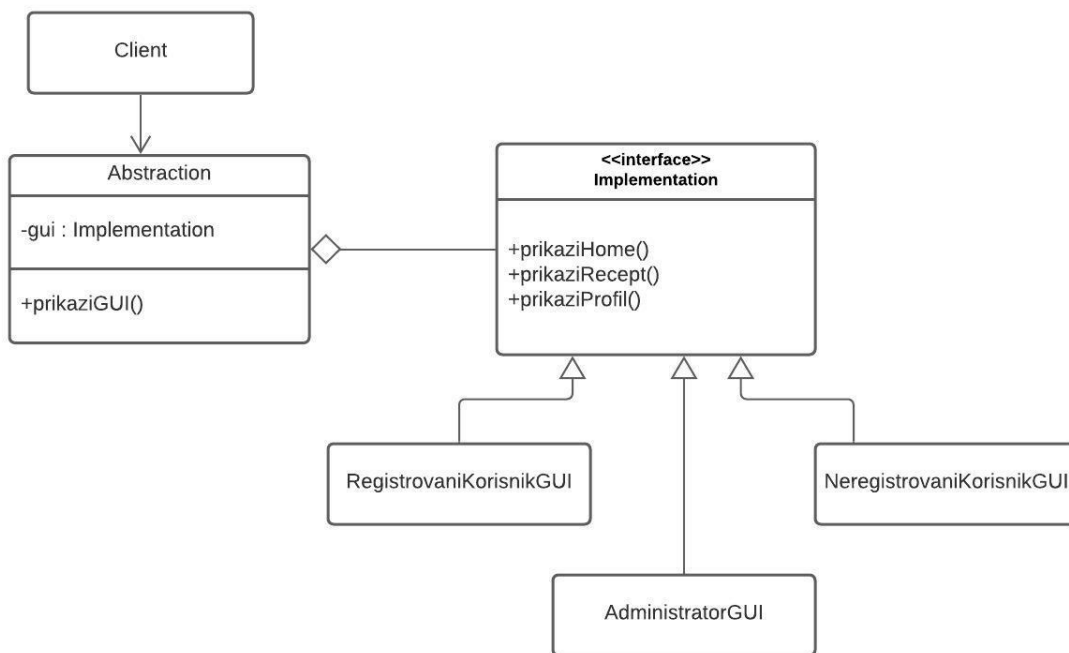 Client
Abstraction
-gui : Implementation
+prikaziGUI()
<<interface>>
Implementation
+prikaziHome()
+prikaziRecept()
+prikaziProfil()
RegistrovaniKorisnikGUI
NeregistrovaniKorisnikGUI
AdministratorGUI